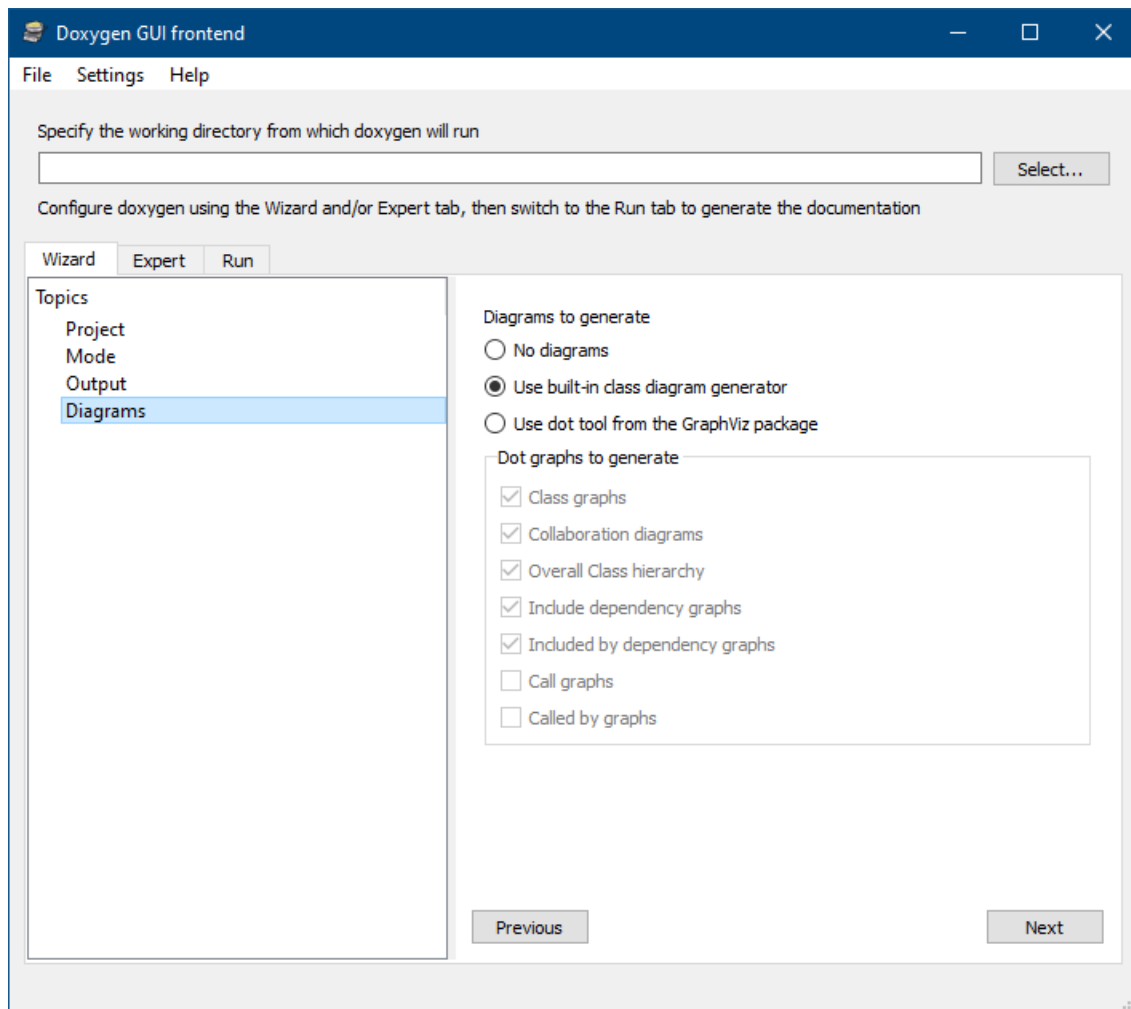 Doxygen GUI frontend
File Settings Help
Specify the working directory from which doxygen will run
Select...
Configure doxygen using the Wizard and/or Expert tab, then switch to the Run tab to generate the documentation
Wizard Expert Run
Topics
Project
Mode
Output
Diagrams
Diagrams to generate
No diagrams
Use built-in class diagram generator
Use dot tool from the GraphViz package
Dot graphs to generate
Class graphs
Collaboration diagrams
Overall Class hierarchy
Include dependency graphs
Included by dependency graphs
Call graphs
Called by graphs
Previous Next